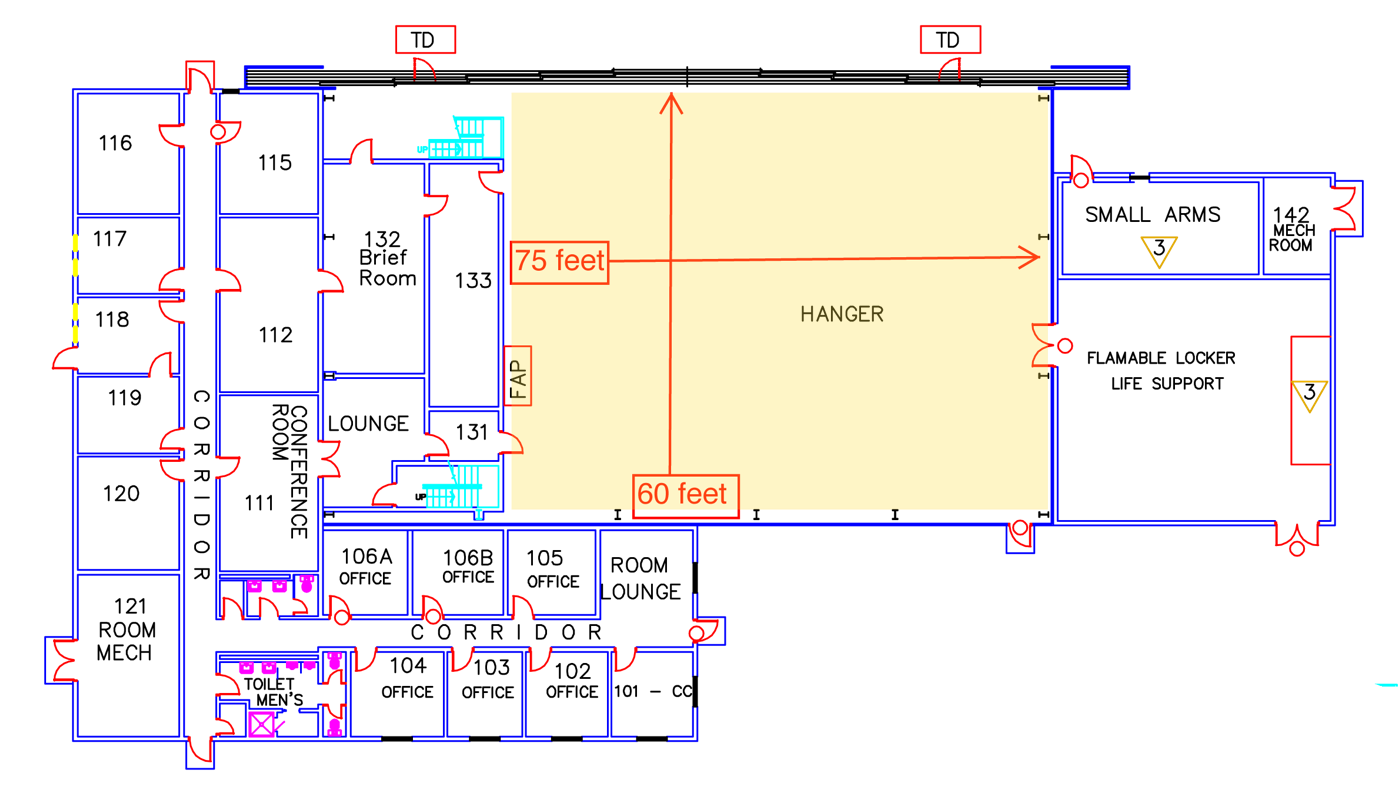 TD
TD
116
115
UP
SMALL ARMS
3
142
MECH
ROOM
117
132
Brief
Room
75 feet
133
HANGER
118
112
FAP
FLAMABLE LOCKER
LIFE SUPPORT
3
119
CORRIDOR
CONFERENCE
ROOM
LOUNGE
131
120
111
UP
60 feet
106A
OFFICE
106B
OFFICE
105
OFFICE
ROOM
LOUNGE
121
ROOM
MECH
CORRIDOR
104
OFFICE
103
OFFICE
102
OFFICE
101 - CC
TOILET
MEN'S